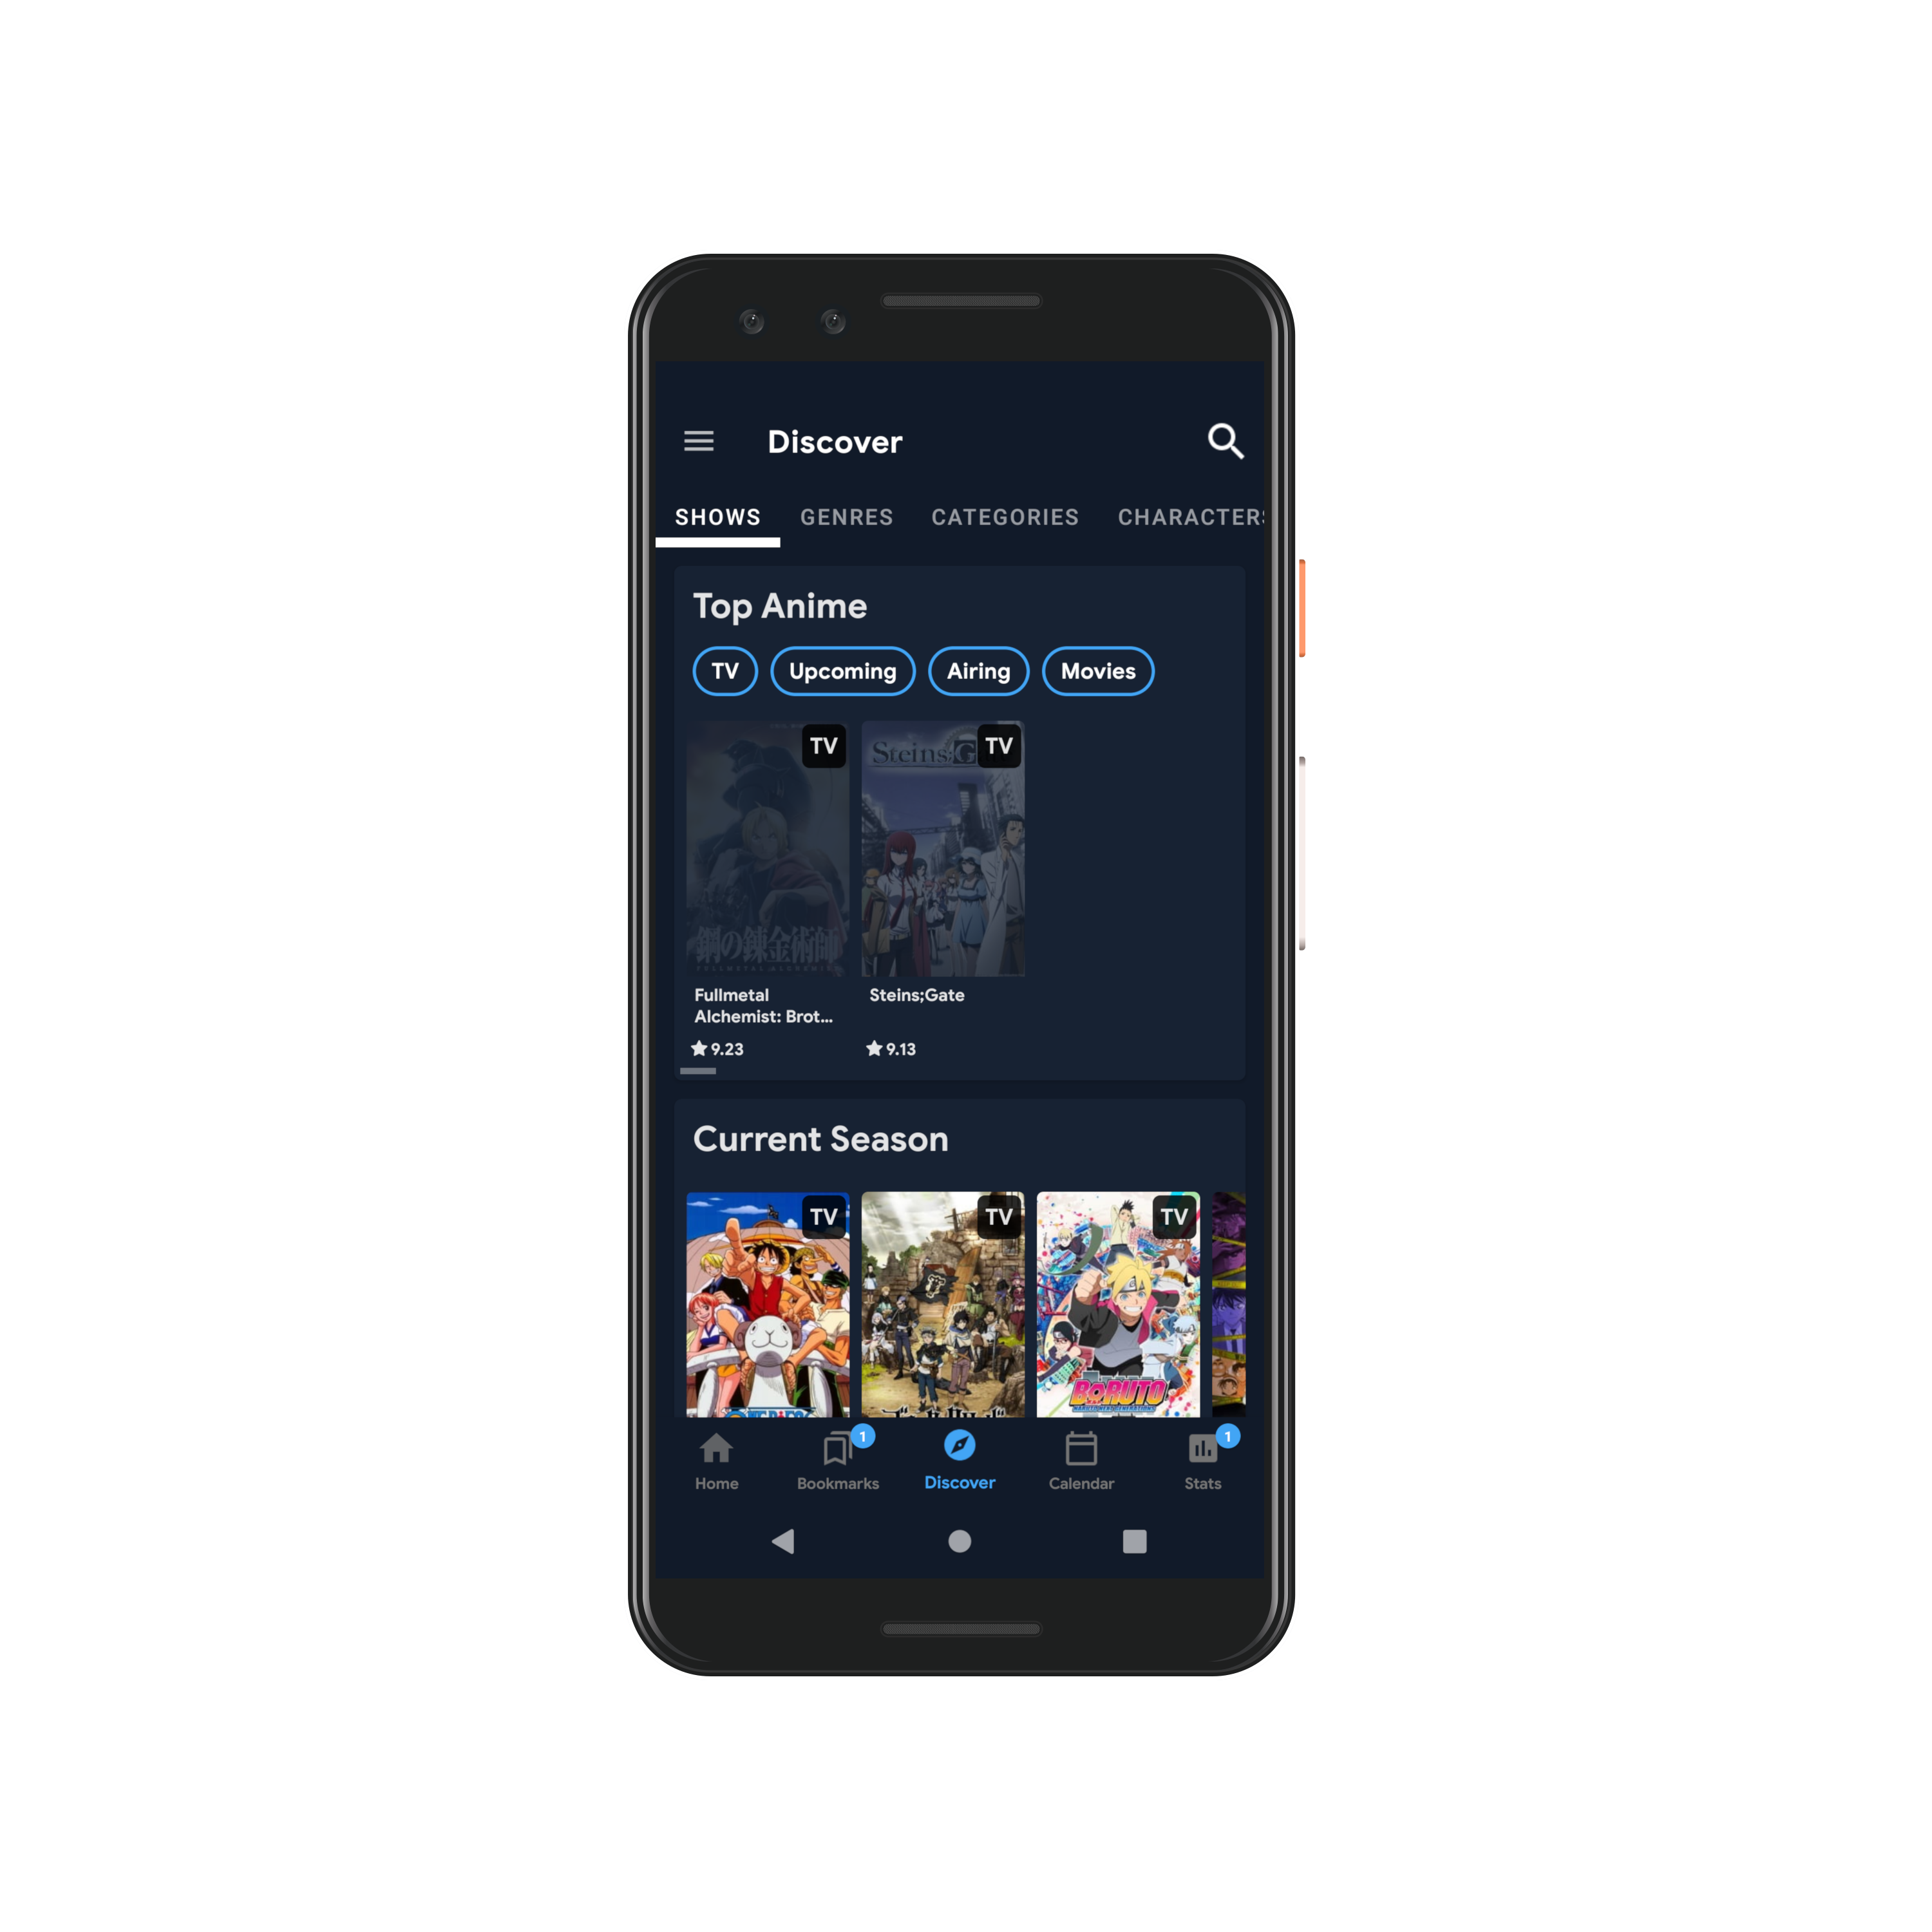 Discover
SHOWS GENRES CATEGORIES CHARACTERS
Top Anime
TV Upcoming Airing Movies
TV TV
Steins;G
鋼の錬金術師
FULLMETAL ALCHEMIST
Fullmetal Steins;Gate
Alchemist: Brot...
9.23 9.13
Current Season
TV TV TV
BORUTO
1 1
Home Bookmarks Discover Calendar Stats